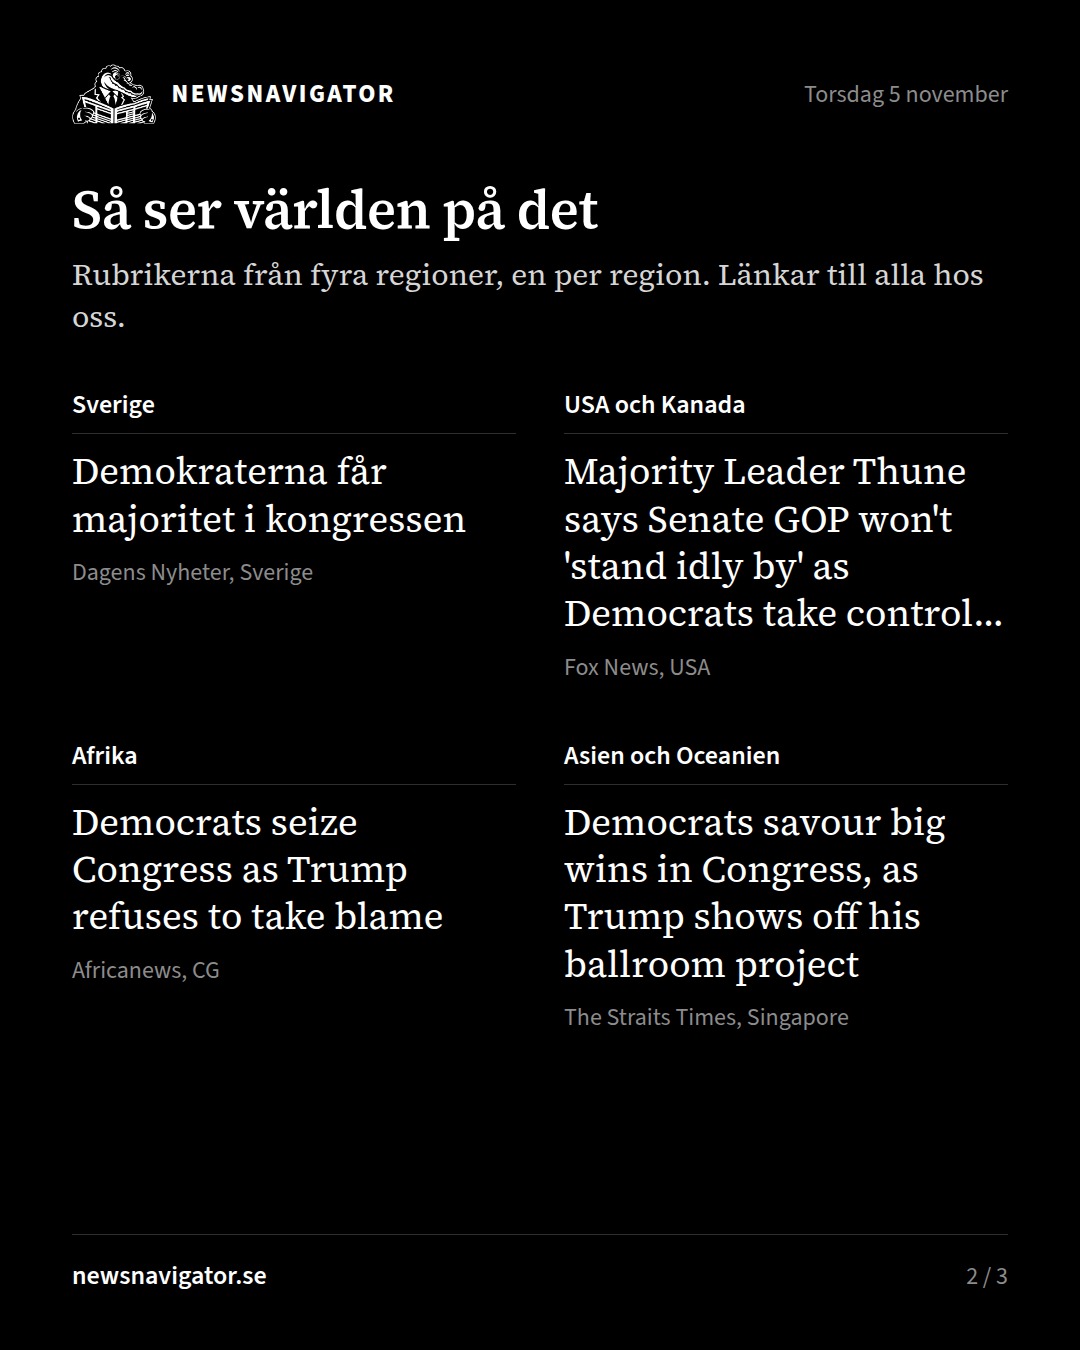 NEWSNAVIGATOR
Torsdag 5 november
Så ser världen på det
Rubrikerna från fyra regioner, en per region. Länkar till alla hos
oss.
Sverige
Demokraterna får
majoritet i kongressen
Dagens Nyheter, Sverige
USA och Kanada
Majority Leader Thune
says Senate GOP won't
'stand idly by' as
Democrats take control...
Fox News, USA
Afrika
Democrats seize
Congress as Trump
refuses to take blame
Africanews, CG
Asien och Oceanien
Democrats savour big
wins in Congress, as
Trump shows off his
ballroom project
The Straits Times, Singapore
newsnavigator.se
2 / 3